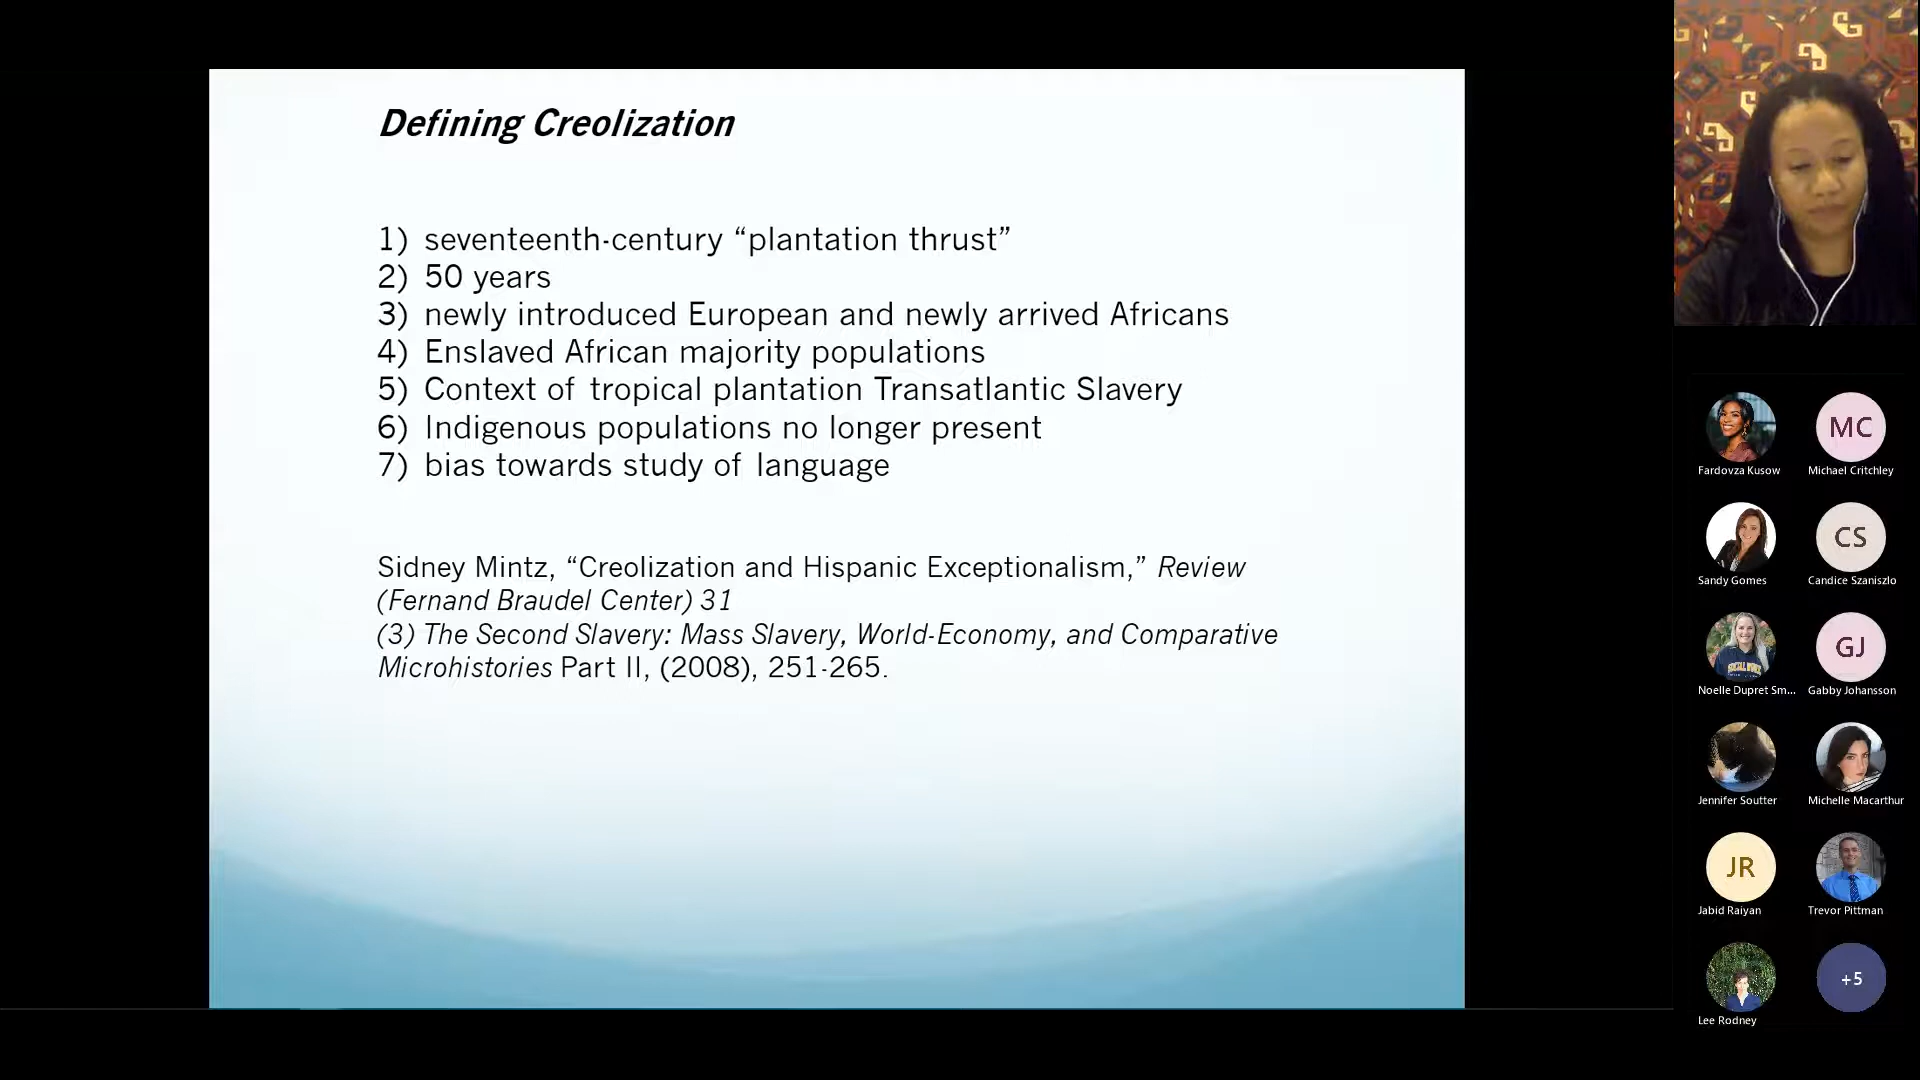 Defining Creolization
1) seventeenth-century “plantation thrust”
2) 50 years
3) newly introduced European and newly arrived Africans
4) Enslaved African majority populations
5) Context of tropical plantation Transatlantic Slavery
6) Indigenous populations no longer present
7) bias towards study of language
Sidney Mintz, “Creolization and Hispanic Exceptionalism,” Review
(Fernand Braudel Center) 31
(3) The Second Slavery: Mass Slavery, World-Economy, and Comparative
Microhistories Part II, (2008), 251-265.
Fardovza Kusow
MC
Michael Critchley
Sandy Gomes
CS
Candice Szaniszlo
Noelle Dupret Sm...
GJ
Gabby Johansson
Jennifer Soutter
Michelle Macarthur
JR
Jabid Raiyan
Trevor Pittman
Lee Rodney
+5